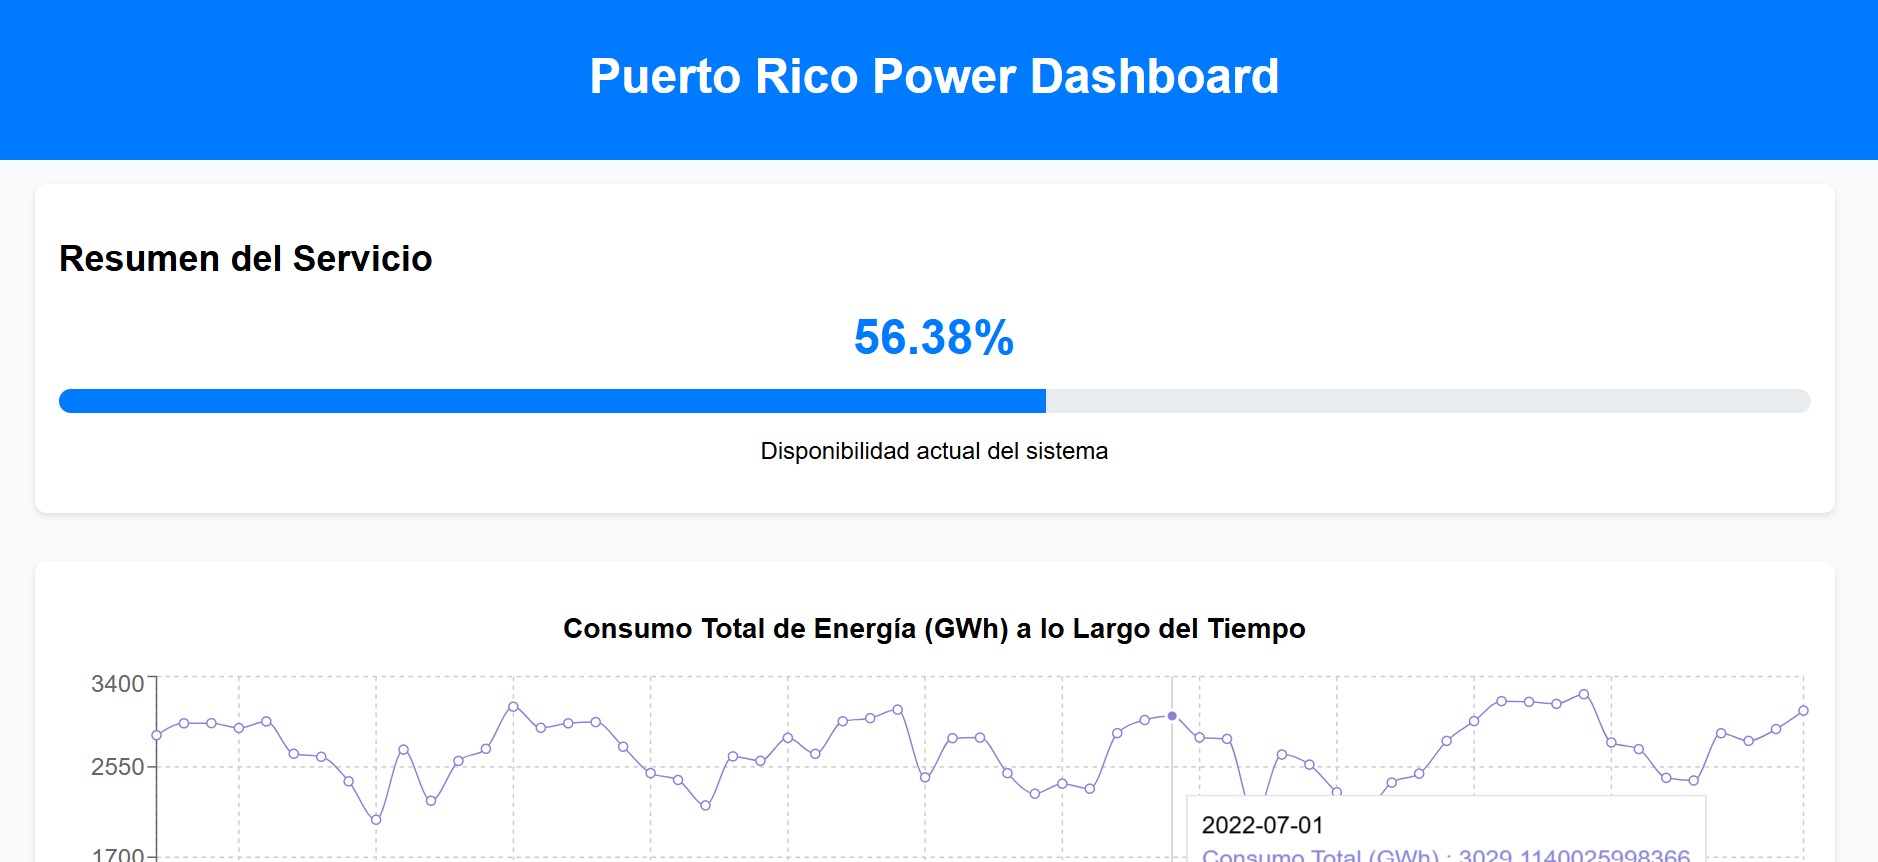 Puerto Rico Power Dashboard
Resumen del Servicio
56.38%
Disponibilidad actual del sistema
Consumo Total de Energía (GWh) a lo Largo del Tiempo
3400
2550
1700
2022-07-01
Consumo Total (GWh) : 3029.1140025998366